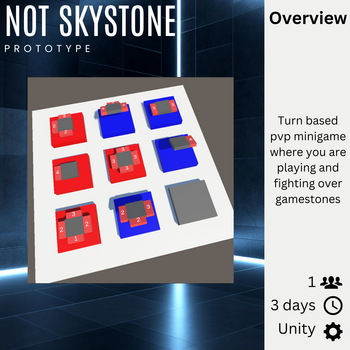 NOT SKYSTONE
PROTOTYPE
Overview
Turn based
pvp minigame
where you are
playing and
fighting over
gamestones
1
3 days
Unity